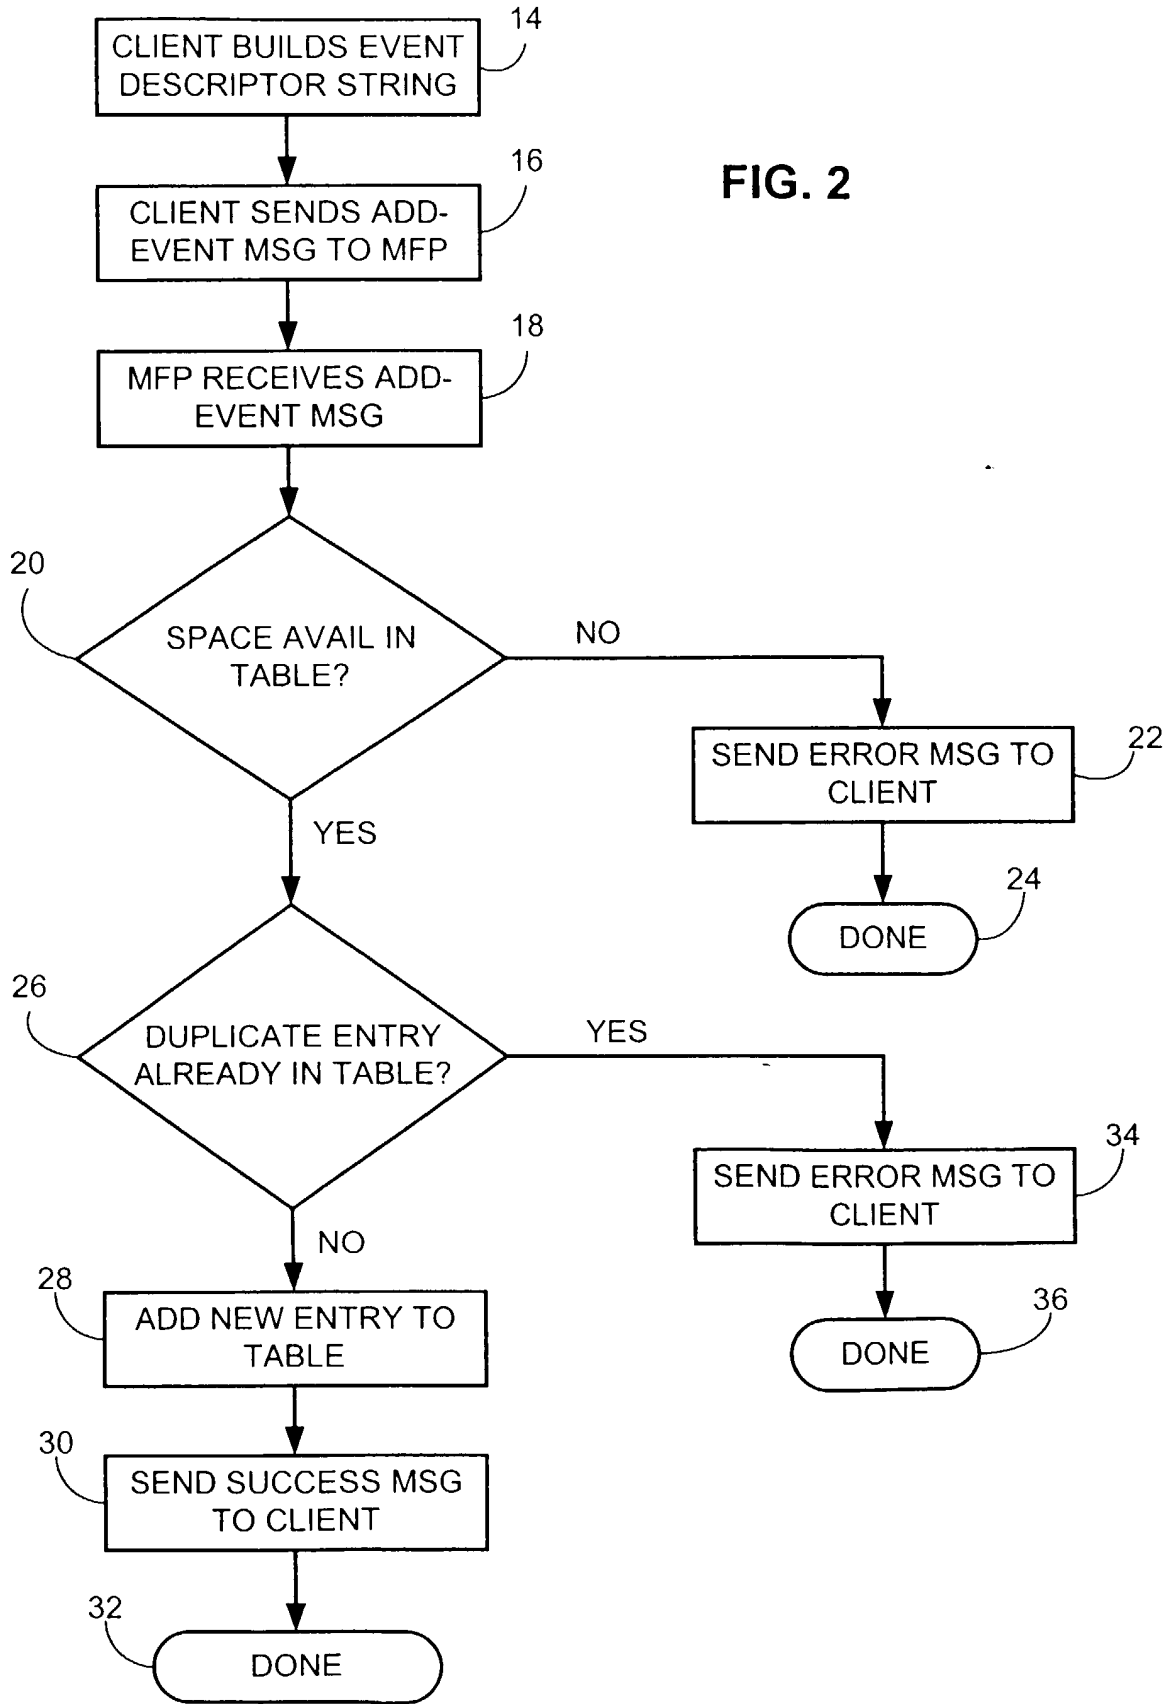 14
CLIENT BUILDS EVENT
DESCRIPTOR STRING
16
FIG. 2
CLIENT SENDS ADD-
EVENT MSG TO MFP
18
MFP RECEIVES ADD-
EVENT MSG
20
SPACE AVAIL IN
TABLE?
NO
22
SEND ERROR MSG TO
CLIENT
YES
24
DONE
26
DUPLICATE ENTRY
ALREADY IN TABLE?
YES
34
SEND ERROR MSG TO
CLIENT
NO
28
ADD NEW ENTRY TO
TABLE
36
DONE
30
SEND SUCCESS MSG
TO CLIENT
32
DONE